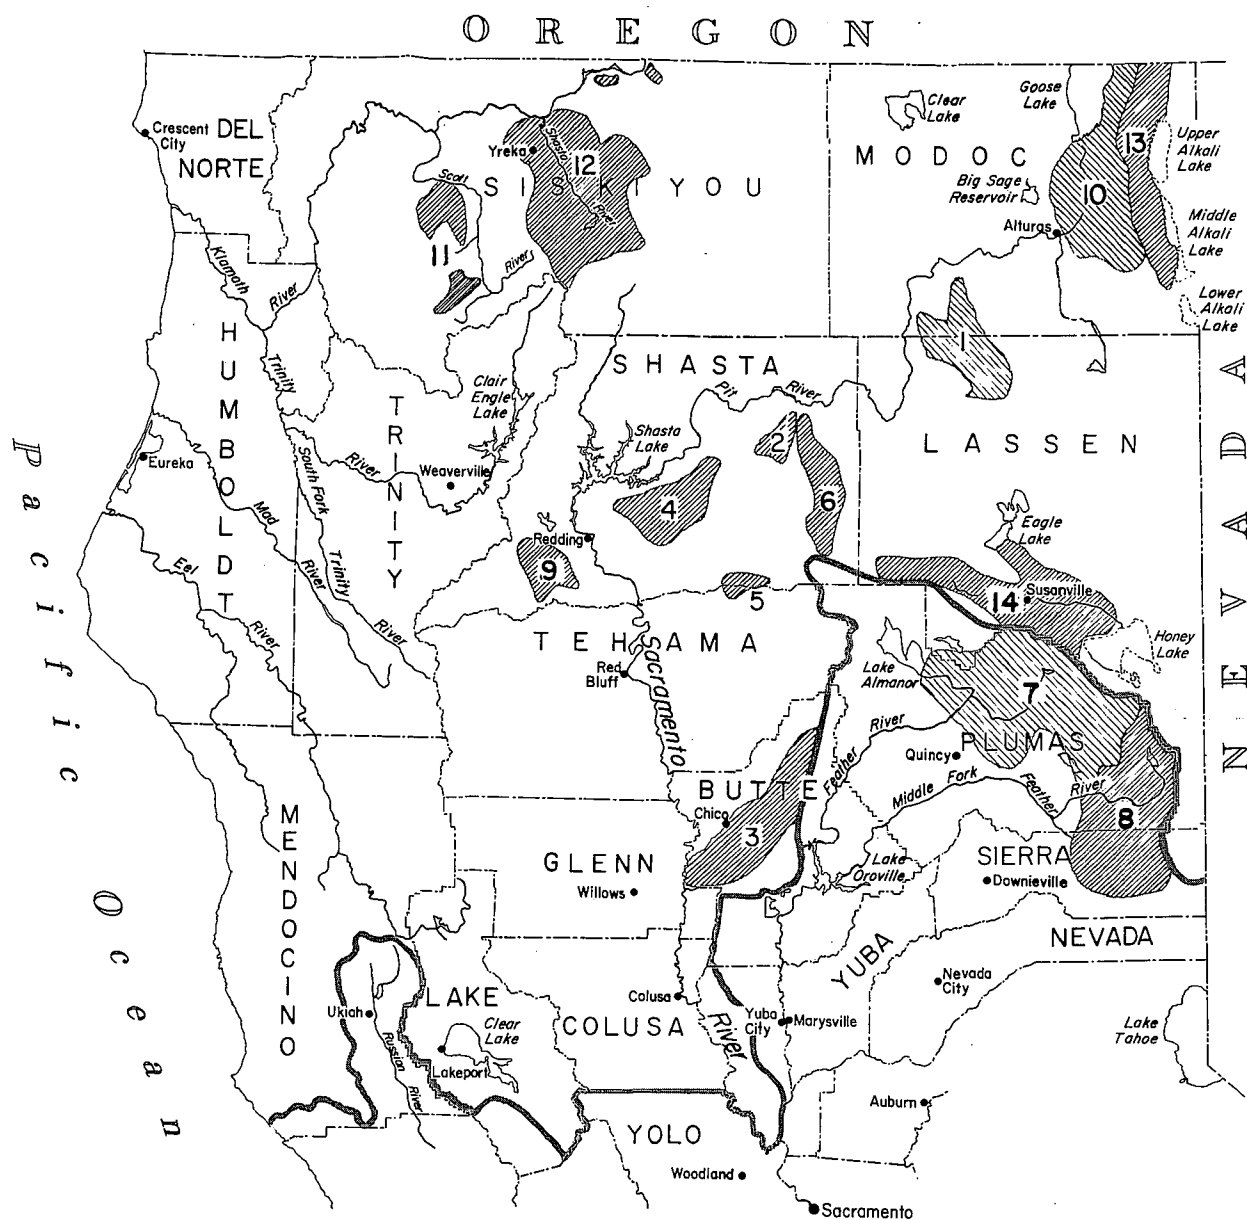 OREGON
Crescent
City
DEL
NORTE
Yreka
Shasta
River
12
SISKIYOU
Scott
11
River
Clear
Lake
Goose
Lake
MODOC
Big Sage
Reservoir
Alturas
13
10
Upper
Alkali
Lake
Middle
Alkali
Lake
Lower
Alkali
Lake
Klamath
River
HUMBOLDT
Trinity
TRINITY
Clair
Engle
Lake
SHASTA
Pit
River
1
Shasta
Lake
2
LASSEN
NEVADA
Pacific
Ocean
Eureka
River
Weaverville
South Fork
Trinity
River
Mad
River
4
6
Redding
9
5
Eagle
Lake
14
Susanville
Honey
Lake
Eel
River
TEHAMA
Red
Bluff
Sacramento
Lake
Almanor
7
River
Feather
PLUMAS
Quincy
Middle Fork
Feather
River
BUTTE
Chico
3
8
MENDOCINO
GLENN
Willows
Lake
Oroville
SIERRA
Downieville
YUBA
NEVADA
Nevada
City
LAKE
Ukiah
Russian
River
Clear
Lake
Lakeport
Colusa
COLUSA
River
Yuba
City
Marysville
Lake
Tahoe
Auburn
YOLO
Woodland
Sacramento